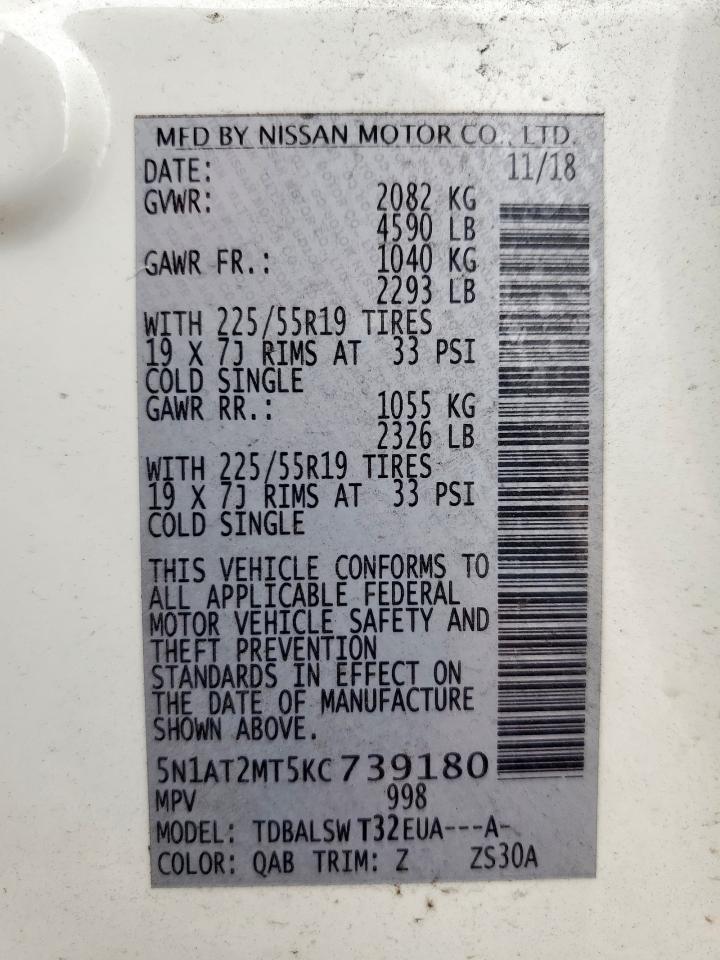 MFD BY NISSAN MOTOR CO., LTD.
DATE: 11/18
GVWR: 2082 KG
4590 LB
GAWR FR.: 1040 KG
2293 LB
WITH 225/55R19 TIRES
19 X 7J RIMS AT 33 PSI
COLD SINGLE
GAWR RR.: 1055 KG
2326 LB
WITH 225/55R19 TIRES
19 X 7J RIMS AT 33 PSI
COLD SINGLE
THIS VEHICLE CONFORMS TO
ALL APPLICABLE FEDERAL
MOTOR VEHICLE SAFETY AND
THEFT PREVENTION
STANDARDS IN EFFECT ON
THE DATE OF MANUFACTURE
SHOWN ABOVE.
5N1AT2MT5KC739180
MPV 998
MODEL: TDBALSW T32EUA---A-
COLOR: QAB TRIM: Z ZS30A